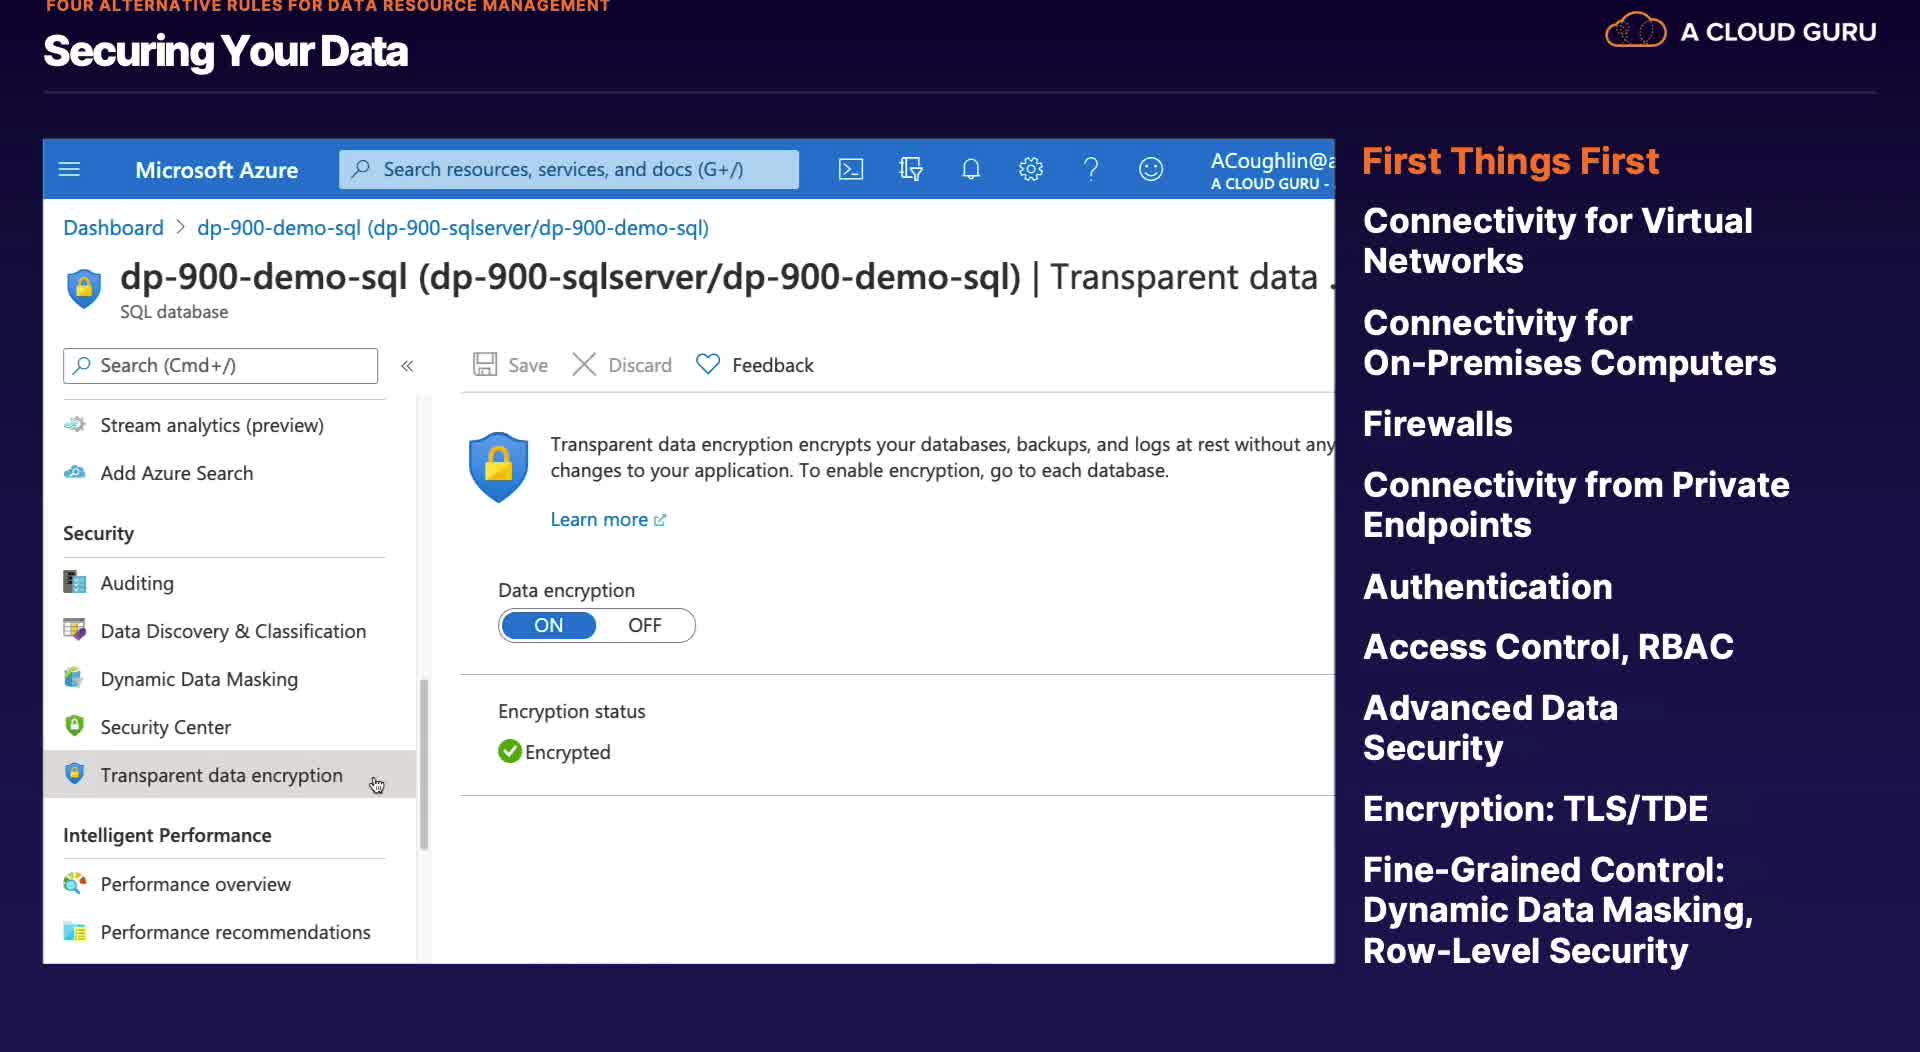 FOUR ALTERNATIVE RULES FOR DATA RESOURCE MANAGEMENT
Securing Your Data
A CLOUD GURU
Microsoft Azure
Search resources, services, and docs (G+/)
ACoughlin@a
A CLOUD GURU -
Dashboard > dp-900-demo-sql (dp-900-sqlserver/dp-900-demo-sql)
dp-900-demo-sql (dp-900-sqlserver/dp-900-demo-sql) | Transparent data .
SQL database
Search (Cmd+/)
«
Save
Discard
Feedback
Stream analytics (preview)
Add Azure Search
Security
Auditing
Data Discovery & Classification
Dynamic Data Masking
Security Center
Transparent data encryption
Intelligent Performance
Performance overview
Performance recommendations
Transparent data encryption encrypts your databases, backups, and logs at rest without any
changes to your application. To enable encryption, go to each database.
Learn more
Data encryption
ON OFF
Encryption status
Encrypted
First Things First
Connectivity for Virtual
Networks
Connectivity for
On-Premises Computers
Firewalls
Connectivity from Private
Endpoints
Authentication
Access Control, RBAC
Advanced Data
Security
Encryption: TLS/TDE
Fine-Grained Control:
Dynamic Data Masking,
Row-Level Security